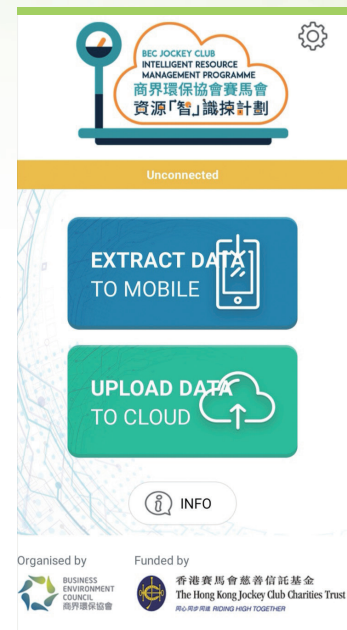 BEC JOCKEY CLUB
INTELLIGENT RESOURCE
MANAGEMENT PROGRAMME
商界環保協會賽馬會
資源「智」識揀計劃
Unconnected
EXTRACT DATA
TO MOBILE
UPLOAD DATA
TO CLOUD
INFO
Organised by
BUSINESS
ENVIRONMENT
COUNCIL
商界環保協會
Funded by
香港賽馬會慈善信託基金
The Hong Kong Jockey Club Charities Trust
同心同步同進 RIDING HIGH TOGETHER